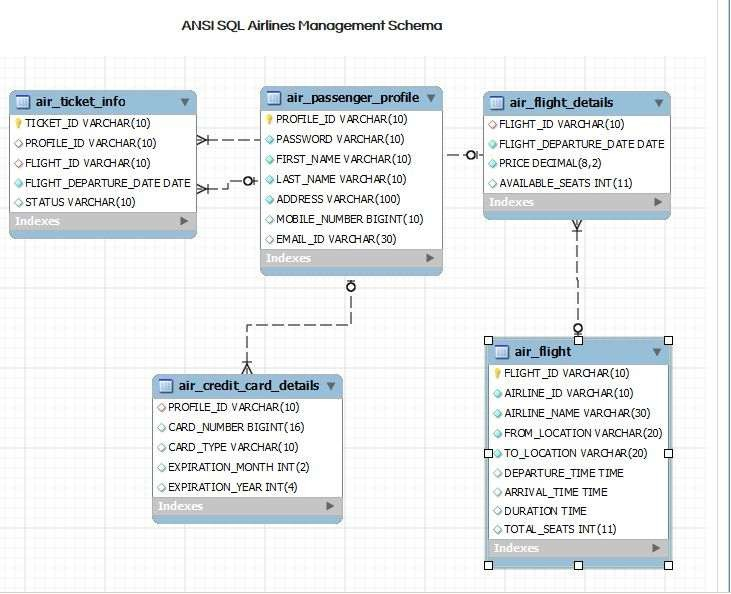 ANSI SQL Airlines Management Schema
air_ticket_info
TICKET_ID VARCHAR(10)
PROFILE_ID VARCHAR(10)
FLIGHT_ID VARCHAR(10)
FLIGHT_DEPARTURE_DATE DATE
STATUS VARCHAR(10)
Indexes
air_passenger_profile
PROFILE_ID VARCHAR(10)
PASSWORD VARCHAR(10)
FIRST_NAME VARCHAR(10)
LAST_NAME VARCHAR(10)
ADDRESS VARCHAR(100)
MOBILE_NUMBER BIGINT(10)
EMAIL_ID VARCHAR(30)
Indexes
air_flight_details
FLIGHT_ID VARCHAR(10)
FLIGHT_DEPARTURE_DATE DATE
PRICE DECIMAL(8,2)
AVAILABLE_SEATS INT(11)
Indexes
air_credit_card_details
PROFILE_ID VARCHAR(10)
CARD_NUMBER BIGINT(16)
CARD_TYPE VARCHAR(10)
EXPIRATION_MONTH INT(2)
EXPIRATION_YEAR INT(4)
Indexes
air_flight
FLIGHT_ID VARCHAR(10)
AIRLINE_ID VARCHAR(10)
AIRLINE_NAME VARCHAR(30)
FROM_LOCATION VARCHAR(20)
TO_LOCATION VARCHAR(20)
DEPARTURE_TIME TIME
ARRIVAL_TIME TIME
DURATION TIME
TOTAL_SEATS INT(11)
Indexes